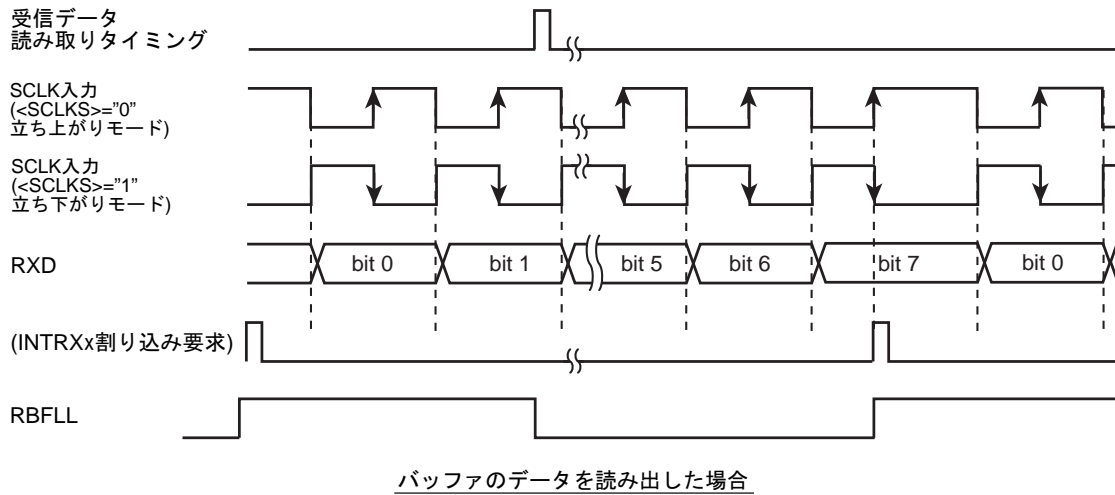 受信データ
読み取りタイミング
SCLK入力
(<SCLKS>="0"
立ち上がりモード)
SCLK入力
(<SCLKS>="1"
立ち下がりモード)
RXD
bit 0
bit 1
bit 5
bit 6
bit 7
bit 0
(INTRXx割り込み要求)
RBFLL
バッファのデータを読み出した場合